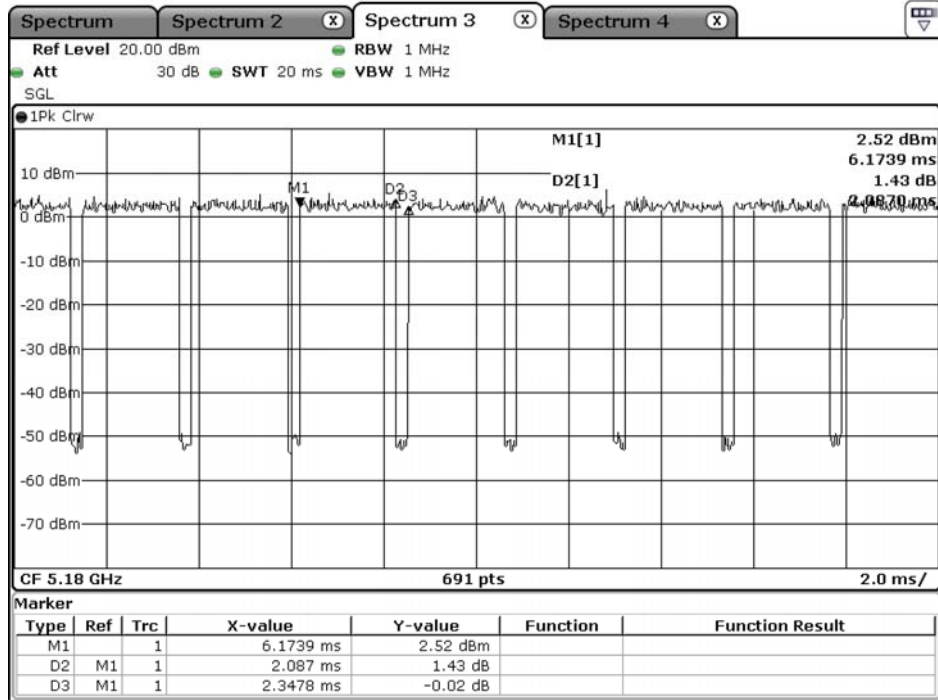 Spectrum Spectrum 2 X Spectrum 3 X Spectrum 4 X
Ref Level 20.00 dBm RBW 1 MHz
Att 30 dB SWT 20 ms VBW 1 MHz
SGL
1Pk Clrw
M1[1] 2.52 dBm
6.1739 ms
10 dBm D2[1] 1.43 dB
2.0870 ms
M1 D2 D3
0 dBm
-10 dBm
-20 dBm
-30 dBm
-40 dBm
-50 dBm
-60 dBm
-70 dBm
CF 5.18 GHz 691 pts 2.0 ms/
Marker
Type Ref Trc X-value Y-value Function Function Result
M1 1 6.1739 ms 2.52 dBm
D2 M1 1 2.087 ms 1.43 dB
D3 M1 1 2.3478 ms -0.02 dB